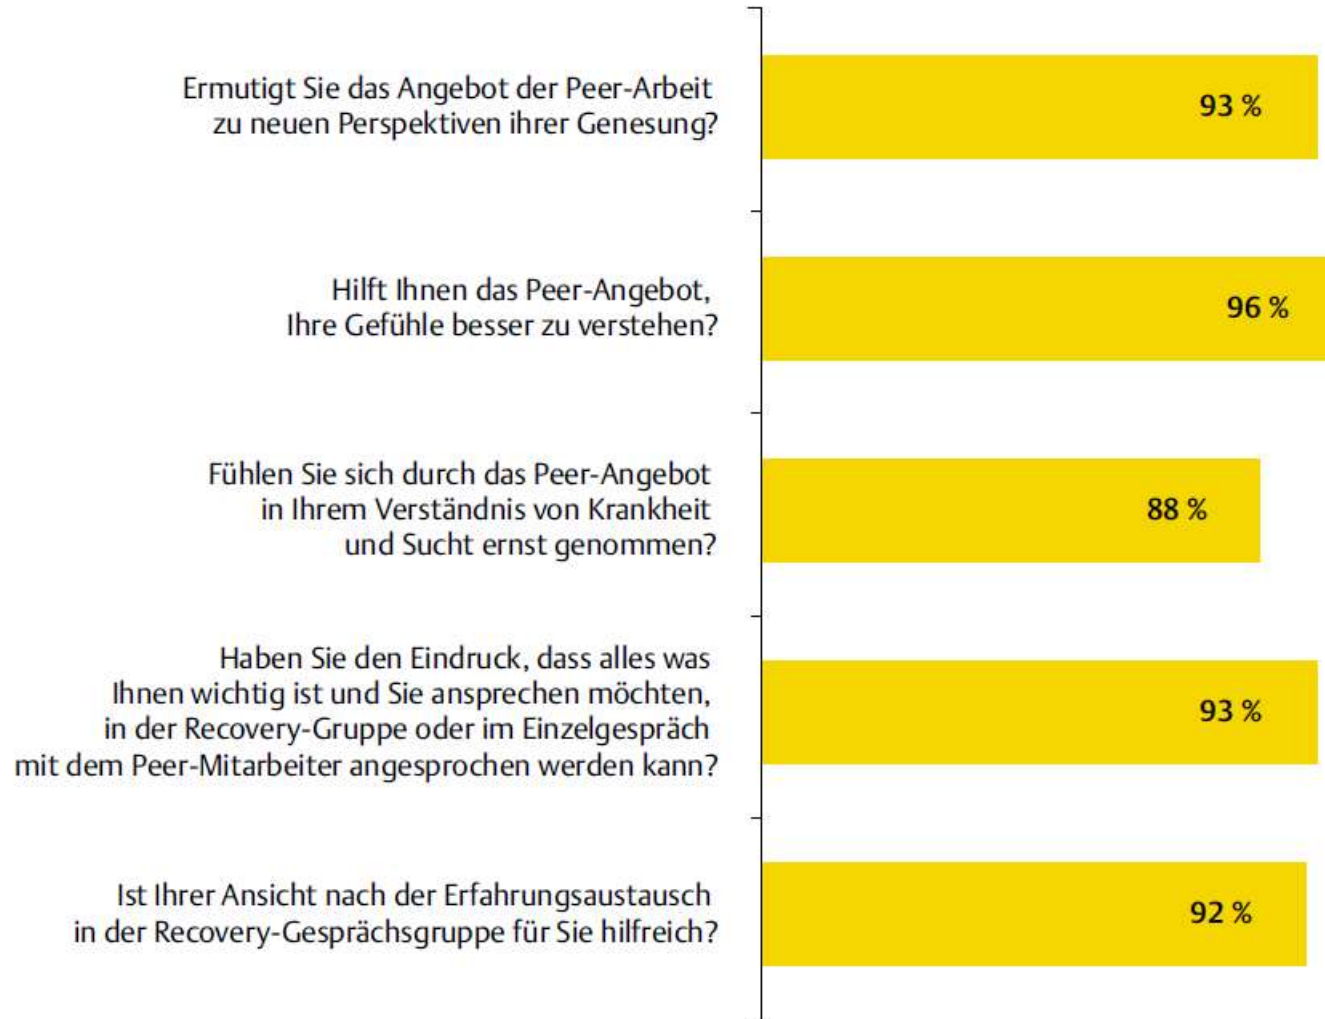 Ermutigt Sie das Angebot der Peer-Arbeit
zu neuen Perspektiven ihrer Genesung?
93 %
Hilft Ihnen das Peer-Angebot,
Ihre Gefühle besser zu verstehen?
96 %
Fühlen Sie sich durch das Peer-Angebot
in Ihrem Verständnis von Krankheit
und Sucht ernst genommen?
88 %
Haben Sie den Eindruck, dass alles was
Ihnen wichtig ist und Sie ansprechen möchten,
in der Recovery-Gruppe oder im Einzelgespräch
mit dem Peer-Mitarbeiter angesprochen werden kann?
93 %
Ist Ihrer Ansicht nach der Erfahrungsaustausch
in der Recovery-Gesprächsgruppe für Sie hilfreich?
92 %